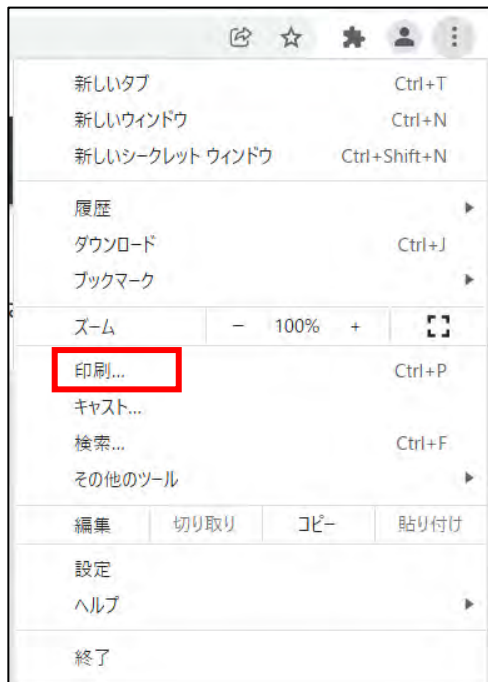 新しいタブ Ctrl+T
新しいウィンドウ Ctrl+N
新しいシークレット ウィンドウ Ctrl+Shift+N
履歴
ダウンロード Ctrl+J
ブックマーク
ズーム - 100% +
印刷... Ctrl+P
キャスト...
検索... Ctrl+F
その他のツール
編集 切り取り コピー 貼り付け
設定
ヘルプ
終了